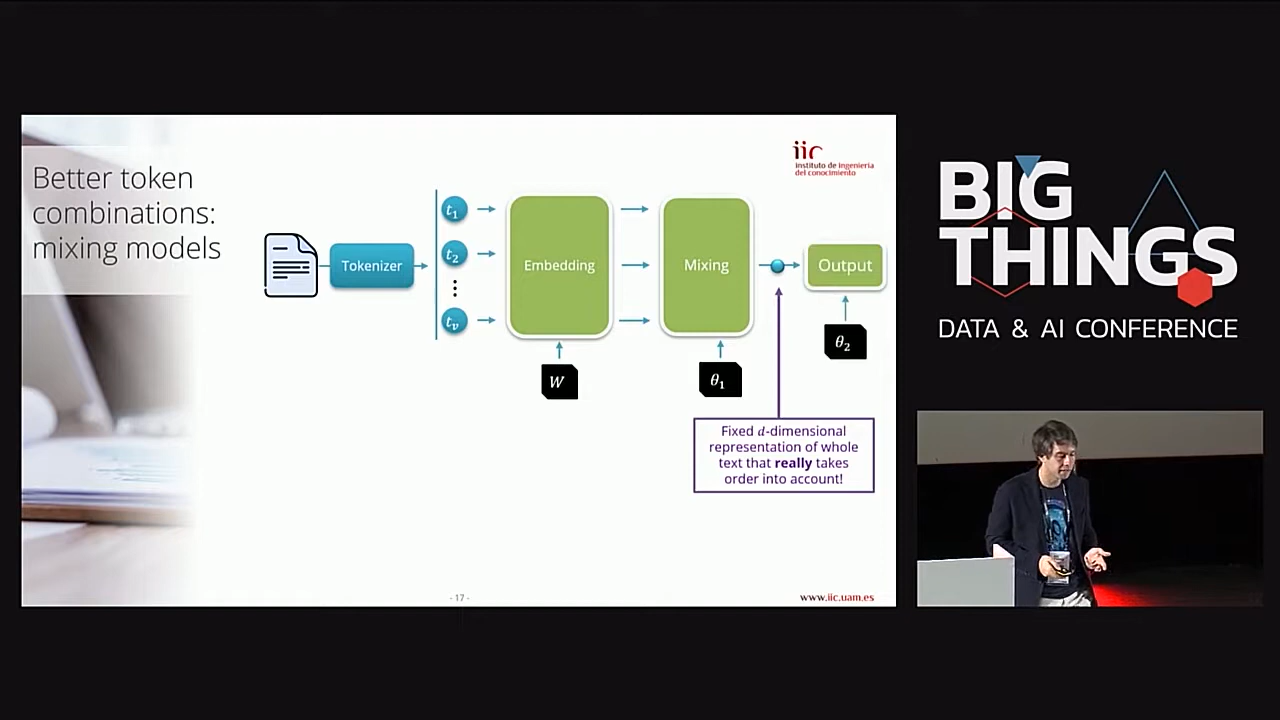 Better token
combinations:
mixing models
iic
instituto de ingeniería
del conocimiento
Tokenizer
t1
t2
tv
Embedding
Mixing
Output
W
θ1
θ2
Fixed d-dimensional
representation of whole
text that really takes
order into account!
- 17 -
www.iic.uam.es
BIG
THINGS
DATA & AI CONFERENCE